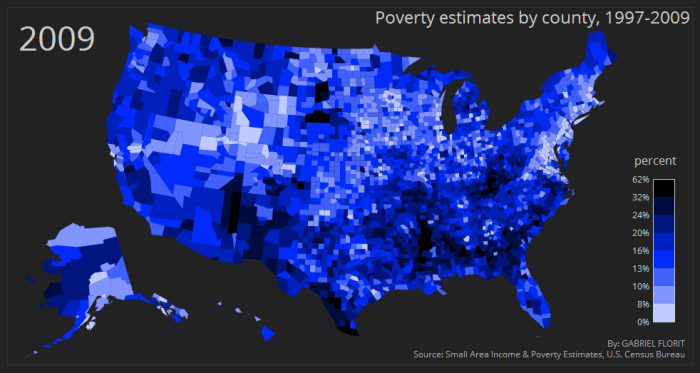 Poverty estimates by county, 1997-2009
2009
percent
62%
32%
24%
20%
16%
13%
10%
8%
0%
By: GABRIEL FLORIT
Source: Small Area Income & Poverty Estimates, U.S. Census Bureau